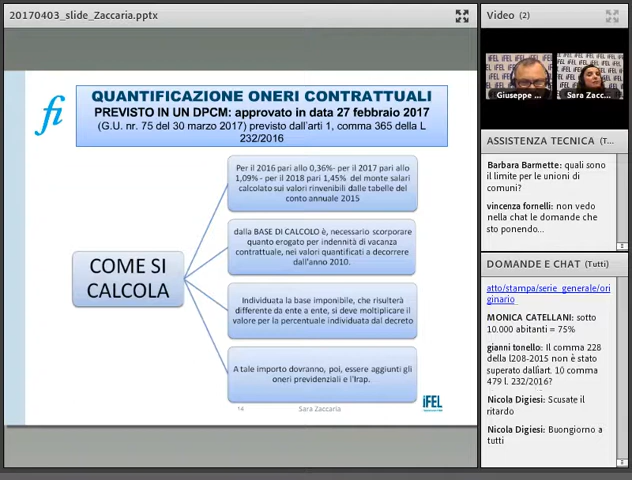 20170403_slide_Zaccaria.pptx
fi
QUANTIFICAZIONE ONERI CONTRATTUALI
PREVISTO IN UN DPCM: approvato in data 27 febbraio 2017
(G.U. nr. 75 del 30 marzo 2017) previsto dall'arti 1, comma 365 della L
232/2016
COME SI
CALCOLA
Per il 2016 pari allo 0,36%- per il 2017 pari allo
1,09% - per il 2018 pari 1,45% del monte salari
calcolato sui valori rinvenibili dalle tabelle del
conto annuale 2015
dalla BASE DI CALCOLO è, necessario scorporare
quanto erogato per indennità di vacanza
contrattuale, nei valori quantificati a decorrere
dall'anno 2010.
Individuata la base imponibile, che risulterà
differente da ente a ente, si deve moltiplicare il
valore per la percentuale individuata dal decreto
A tale importo dovranno, poi, essere aggiunti gli
oneri previdenziali e l'Irap.
14
Sara Zaccaria
iFEL
Video (2)
Giuseppe ...
Sara Zacc...
ASSISTENZA TECNICA (T...
Barbara Barmette: quali sono
il limite per le unioni di
comuni?
vincenza fornelli: non vedo
nella chat le domande che
sto ponendo...
DOMANDE E CHAT (Tutti)
atto/stampa/serie_generale/ori
ginario
MONICA CATELLANI: sotto
10.000 abitanti = 75%
gianni tonello: Il comma 228
della l208-2015 non è stato
superato dall'art. 10 comma
479 l. 232/2016?
Nicola Digiesi: Scusate il
ritardo
Nicola Digiesi: Buongiorno a
tutti